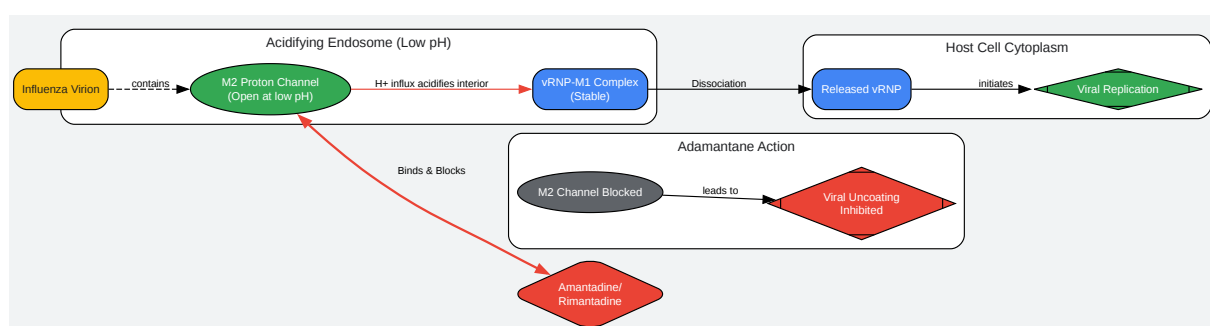 Acidifying Endosome (Low pH)
Influenza Virion
contains
M2 Proton Channel
(Open at low pH)
H+ influx acidifies interior
vRNP-M1 Complex
(Stable)
Dissociation
Host Cell Cytoplasm
Released vRNP
initiates
Viral Replication
Binds & Blocks
Adamantane Action
M2 Channel Blocked
leads to
Viral Uncoating
Inhibited
Amantadine/
Rimantadine